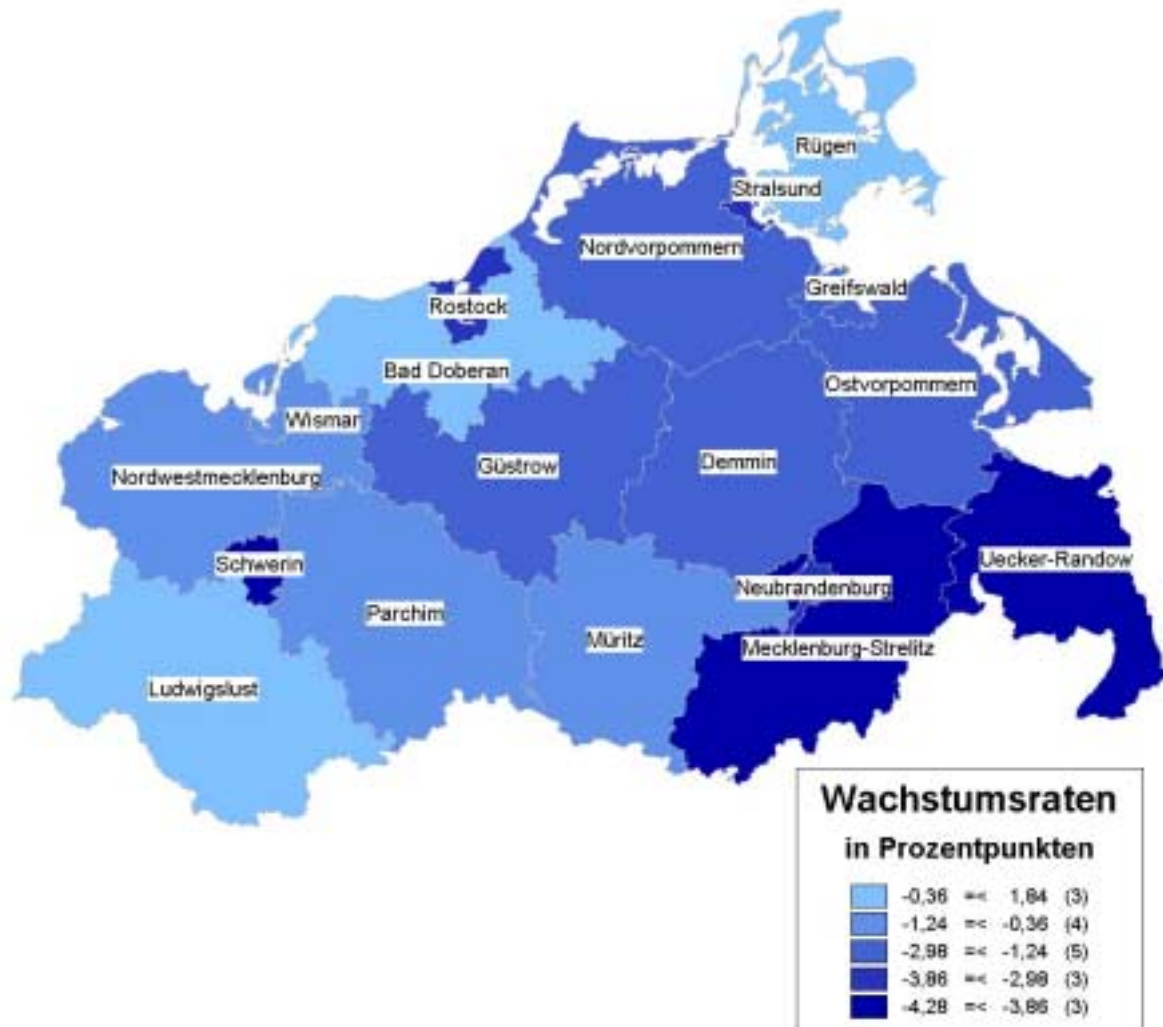 Rügen
Stralsund
Nordvorpommern
Greifswald
Rostock
Bad Doberan
Ostvorpommern
Wismar
Güstrow
Demmin
Nordwestmecklenburg
Schwerin
Uecker-Randow
Neubrandenburg
Parchim
Müritz
Mecklenburg-Strelitz
Ludwigslust
Wachstumsraten
in Prozentpunkten
-0,36 =< 1,84 (3)
-1,24 =< -0,36 (4)
-2,98 =< -1,24 (5)
-3,86 =< -2,98 (3)
-4,28 =< -3,86 (3)